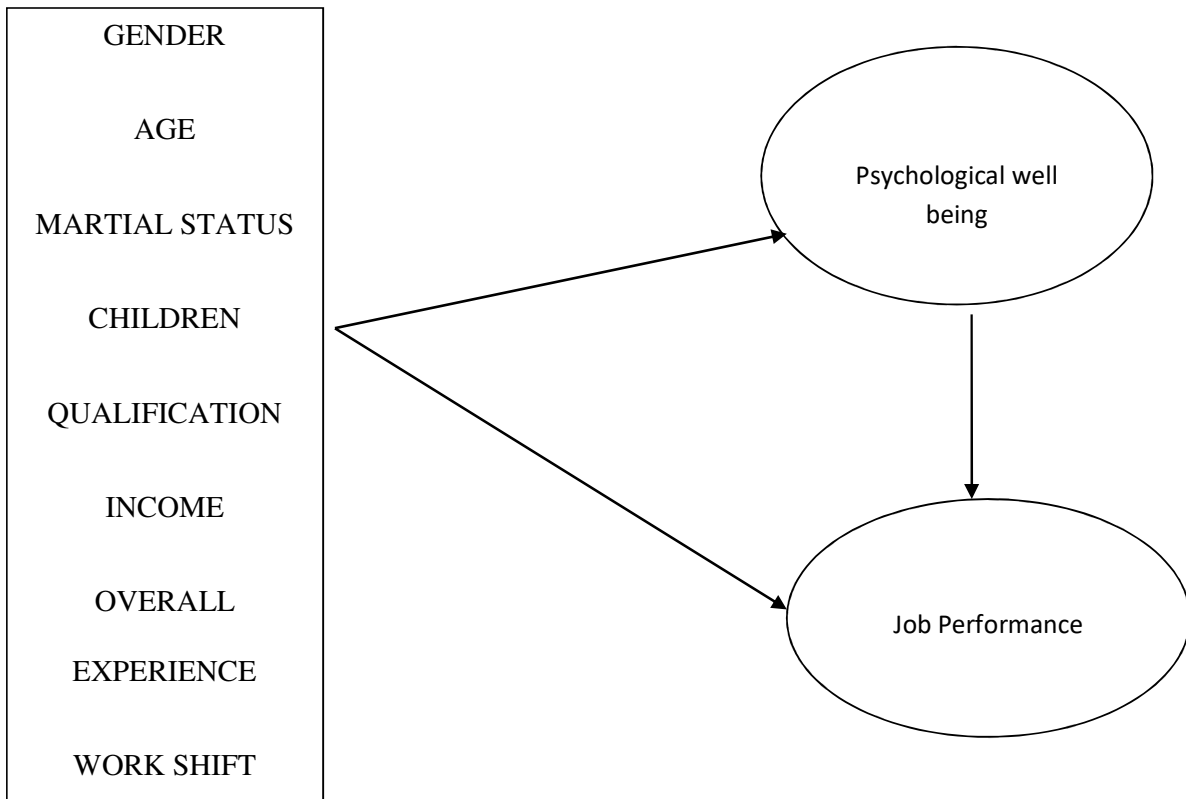 GENDER
AGE
MARTIAL STATUS
CHILDREN
QUALIFICATION
INCOME
OVERALL
EXPERIENCE
WORK SHIFT
Psychological well
being
Job Performance